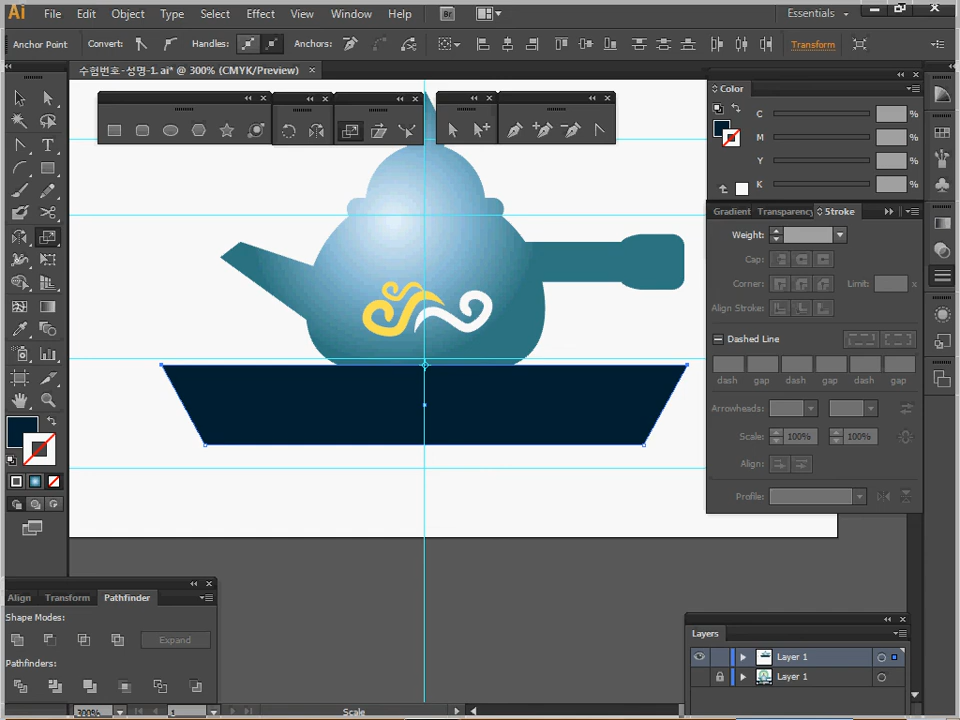 Ai File Edit Object Type Select Effect View Window Help Br Essentials
Anchor Point Convert: Handles: Anchors: Transform
수험번호-성명-1. ai* @ 300% (CMYK/Preview) ×
Color
C %
M %
Y %
K %
Gradient Transparency Stroke
Weight:
Cap:
Corner: Limit: x
Align Stroke:
Dashed Line
dash gap dash gap dash gap
Arrowheads:
Scale: 100% 100%
Align:
Profile:
Align Transform Pathfinder
Shape Modes:
Expand
Pathfinders:
Layers
Layer 1
Layer 1
300% 1 Scale